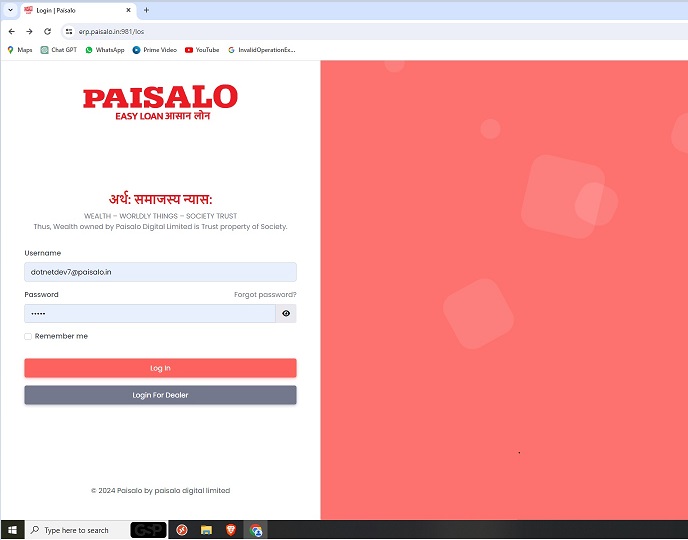 Login | Paisalo
erp.paisalo.in:981/los
Maps
Chat GPT
WhatsApp
Prime Video
YouTube
InvalidOperationEx...
PAISALO
EASY LOAN आसान लोन
अर्थ: समाजस्य न्यास:
WEALTH – WORLDLY THINGS – SOCIETY TRUST
Thus, Wealth owned by Paisalo Digital Limited is Trust property of Society.
Username
dotnetdev7@paisalo.in
Password Forgot password?
•••••
Remember me
Log In
Login For Dealer
© 2024 Paisalo by paisalo digital limited
Type here to search
GSP